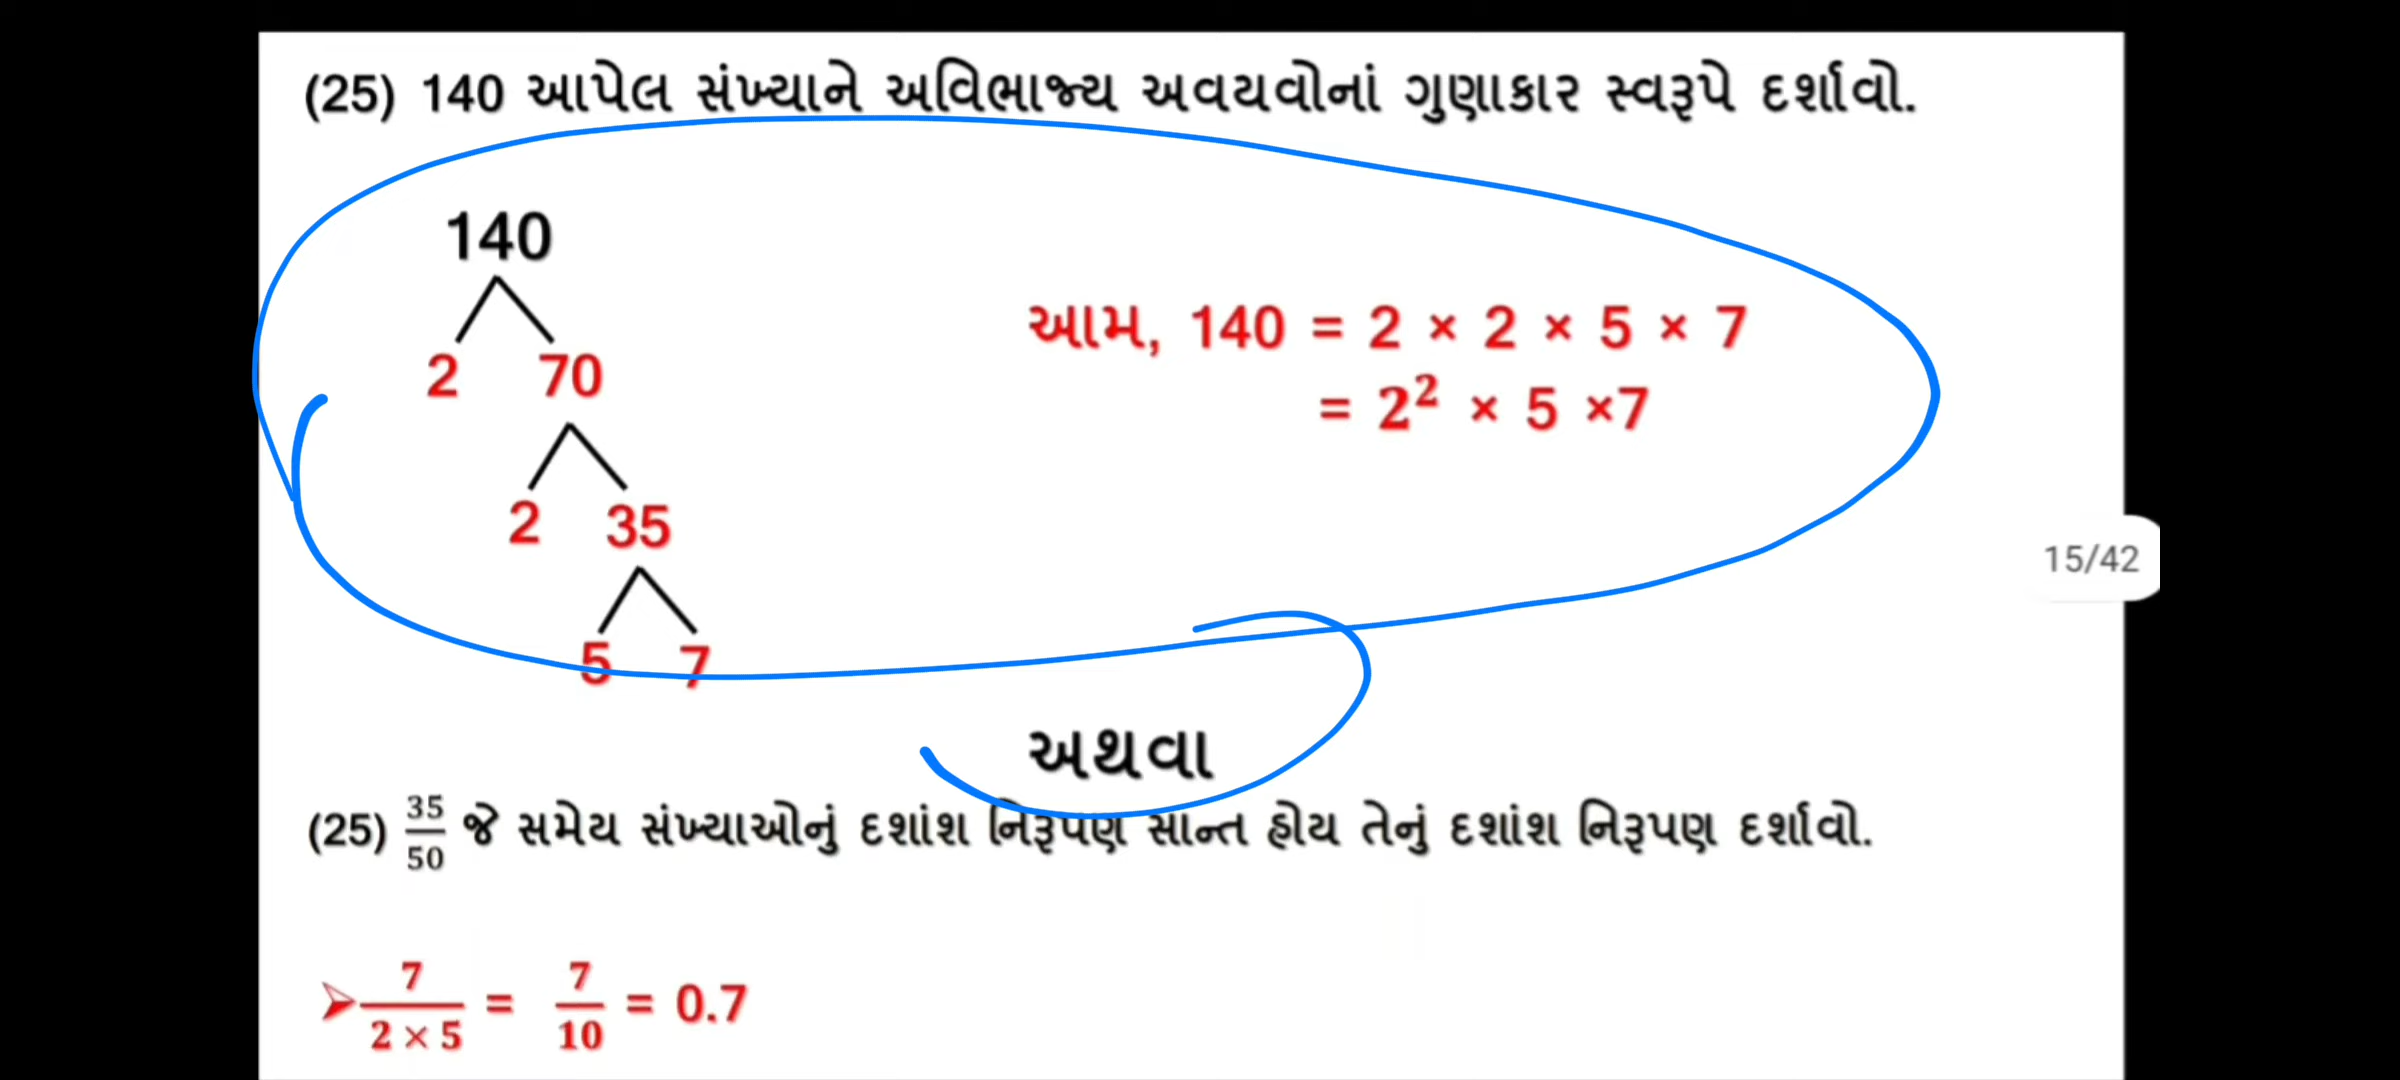 (25) 140 આપેલ સંખ્યાને અવિભાજ્ય અવયવોનાં ગુણાકાર સ્વરૂપે દર્શાવો.
140
2 70
2 35
5 7
આમ, 140 = 2 × 2 × 5 × 7
= 2² × 5 ×7
15/42
અથવા
(25) 35/50 જે સમેય સંખ્યાઓનું દશાંશ નિરૂપણ સાન્ત હોય તેનું દશાંશ નિરૂપણ દર્શાવો.
➢ 7/(2 × 5) = 7/10 = 0.7